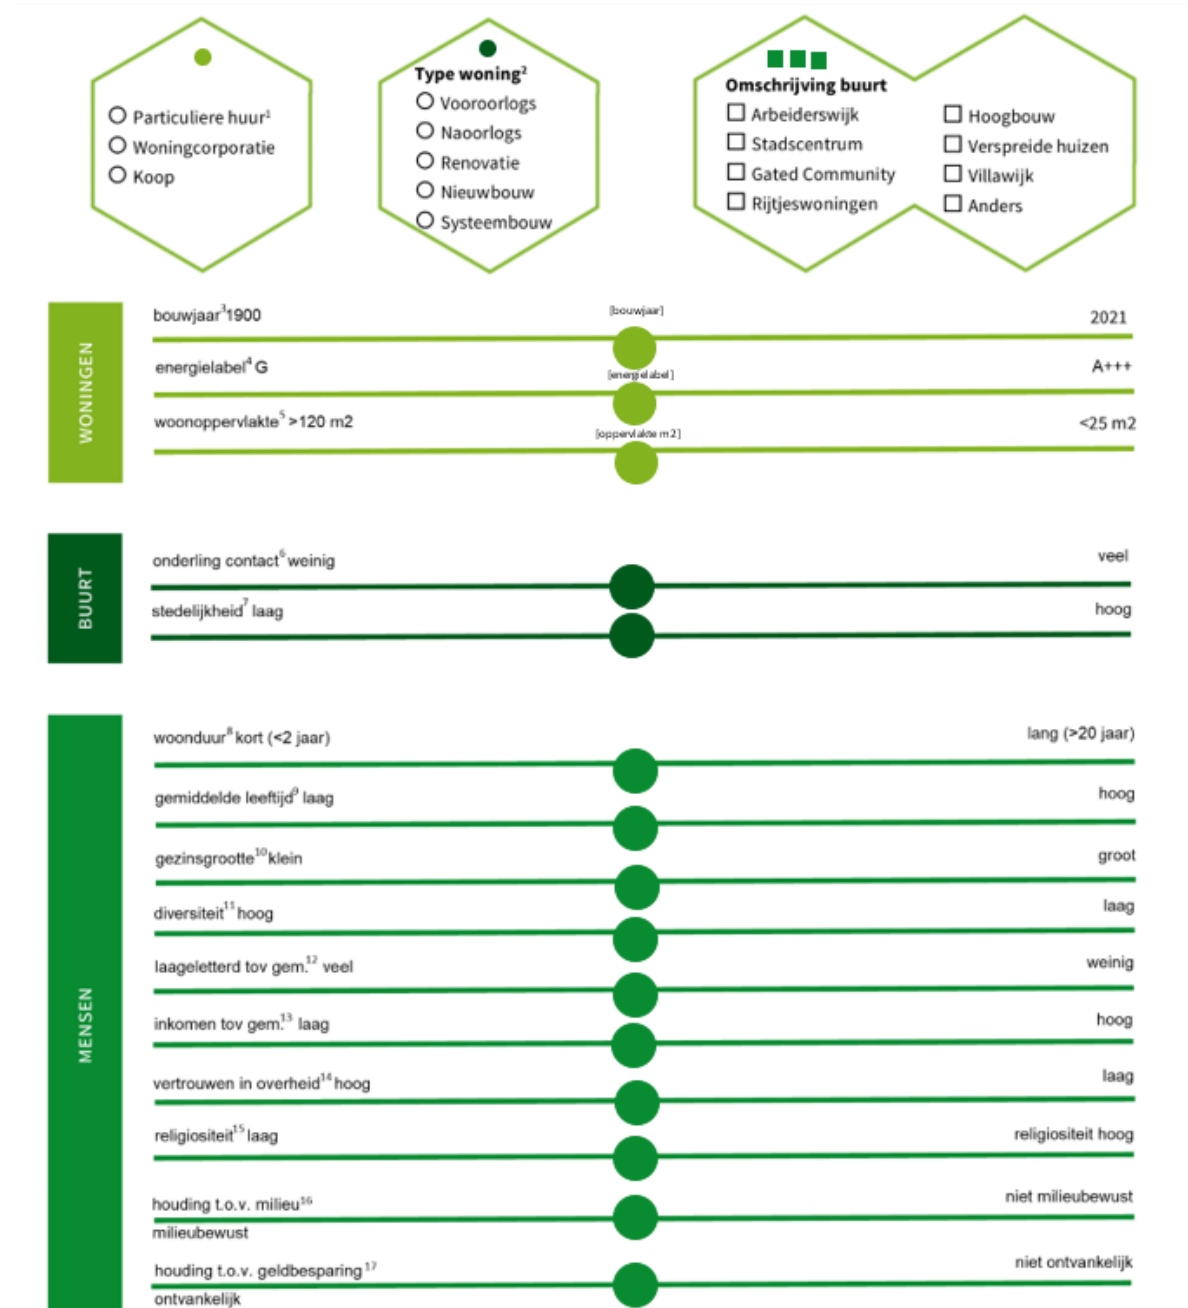 Particuliere huur¹
Woningcorporatie
Koop
Type woning²
Vooroorlogs
Naoorlogs
Renovatie
Nieuwbouw
Systeembouw
Omschrijving buurt
Arbeiderswijk
Stadscentrum
Gated Community
Rijtjeswoningen
Hoogbouw
Verspreide huizen
Villawijk
Anders
WONINGEN
bouwjaar³1900
[bouwjaar]
2021
energielabel⁴ G
[energielabel]
A+++
woonoppervlakte⁵ >120 m2
[oppervlakte m2]
<25 m2
BUURT
onderling contact⁶ weinig
veel
stedelijkheid⁷ laag
hoog
MENSEN
woonduur⁸ kort (<2 jaar)
lang (>20 jaar)
gemiddelde leeftijd⁹ laag
hoog
gezinsgrootte¹⁰ klein
groot
diversiteit¹¹ hoog
laag
laageletterd tov gem.¹² veel
weinig
inkomen tov gem.¹³ laag
hoog
vertrouwen in overheid¹⁴ hoog
laag
religiositeit¹⁵ laag
religiositeit hoog
houding t.o.v. milieu¹⁶
niet milieubewust
milieubewust
houding t.o.v. geldbesparing¹⁷
niet ontvankelijk
ontvankelijk